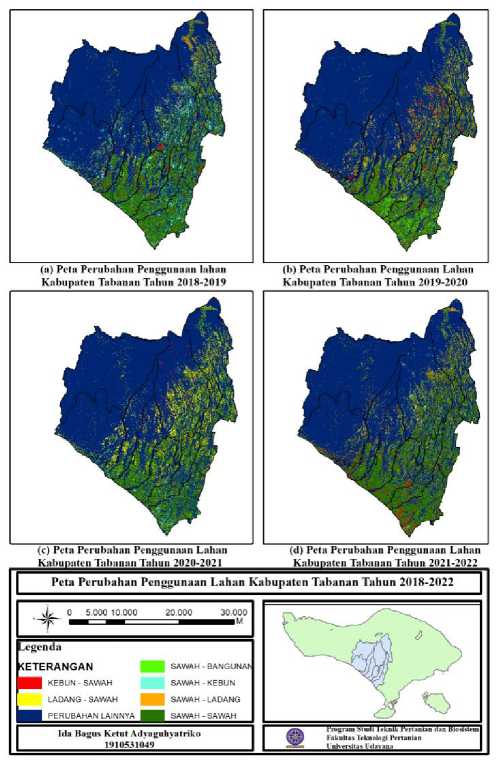 (a) Peta Perubahan Penggunaan lahan
Kabupaten Tabanan Tahun 2018-2019
(b) Peta Perubahan Penggunaan Lahan
Kabupaten Tabanan Tahun 2019-2020
(c) Peta Perubahan Penggunaan Lahan
Kabupaten Tabanan Tahun 2020-2021
(d) Peta Perubahan Penggunaan Lahan
Kabupaten Tabanan Tahun 2021-2022
Peta Perubahan Penggunaan Lahan Kabupaten Tabanan Tahun 2018-2022
0 5.000 10.000 20.000 30.000
M
Legenda
KETERANGAN
KEBUN - SAWAH
LADANG - SAWAH
PERUBAHAN LAINNYA
SAWAH - BANGUNAN
SAWAH - KEBUN
SAWAH - LADANG
SAWAH - SAWAH
Ida Bagus Ketut Adyaguhyatriko
1910531049
Program Studi Teknik Pertanian dan Biosistem
Fakultas Teknologi Pertanian
Universitas Udayana